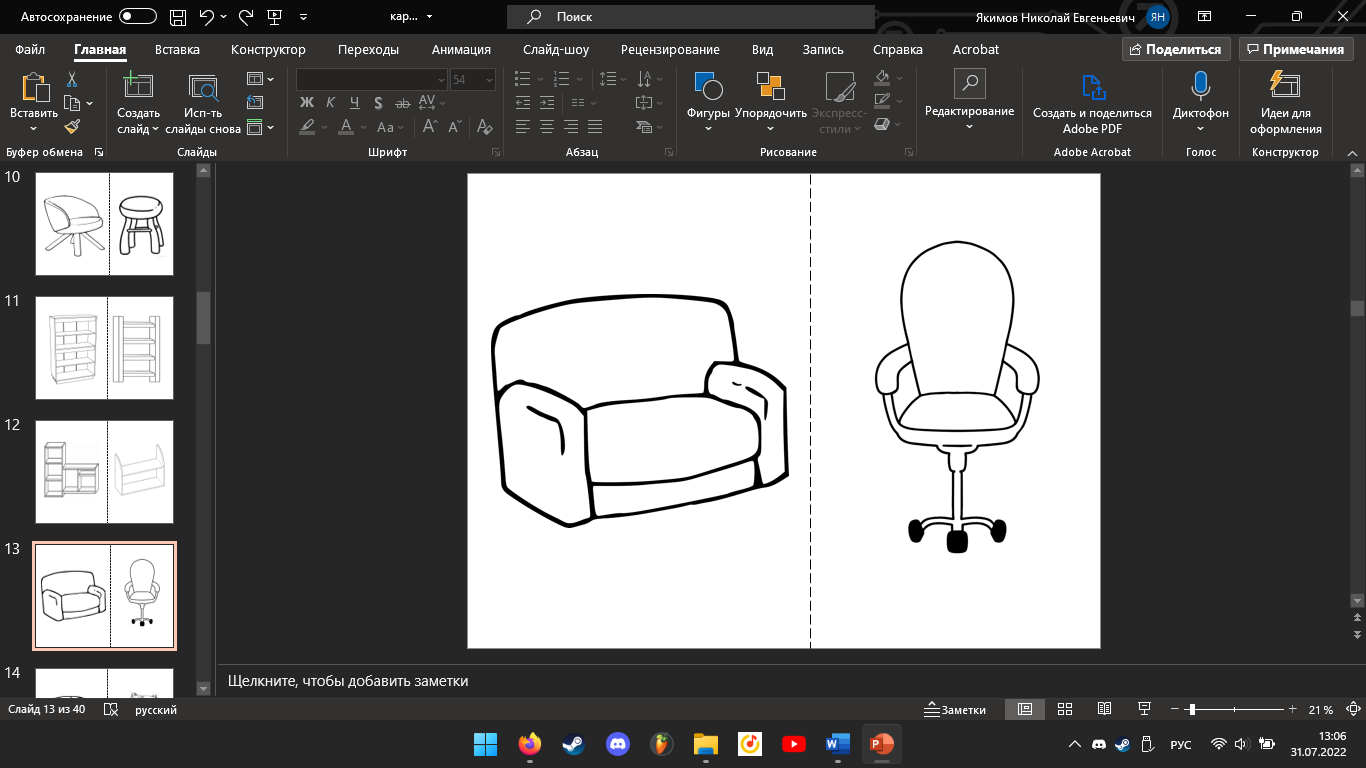 Автосохранение
кар...
Поиск
Якимов Николай Евгеньевич
ЯН
Файл
Главная
Вставка
Конструктор
Переходы
Анимация
Слайд-шоу
Рецензирование
Вид
Запись
Справка
Acrobat
Поделиться
Примечания
Вставить
Создать
слайд
Исп-ть
слайды снова
54
Ж К Ч S ab AV
A Aa A A A
Фигуры
Упорядочить
Экспресс-
стили
Редактирование
Создать и поделиться
Adobe PDF
Диктофон
Идеи для
оформления
Буфер обмена
Слайды
Шрифт
Абзац
Рисование
Adobe Acrobat
Голос
Конструктор
10
11
12
13
14
Щелкните, чтобы добавить заметки
Слайд 13 из 40
русский
Заметки
21 %
РУС
13:06
31.07.2022